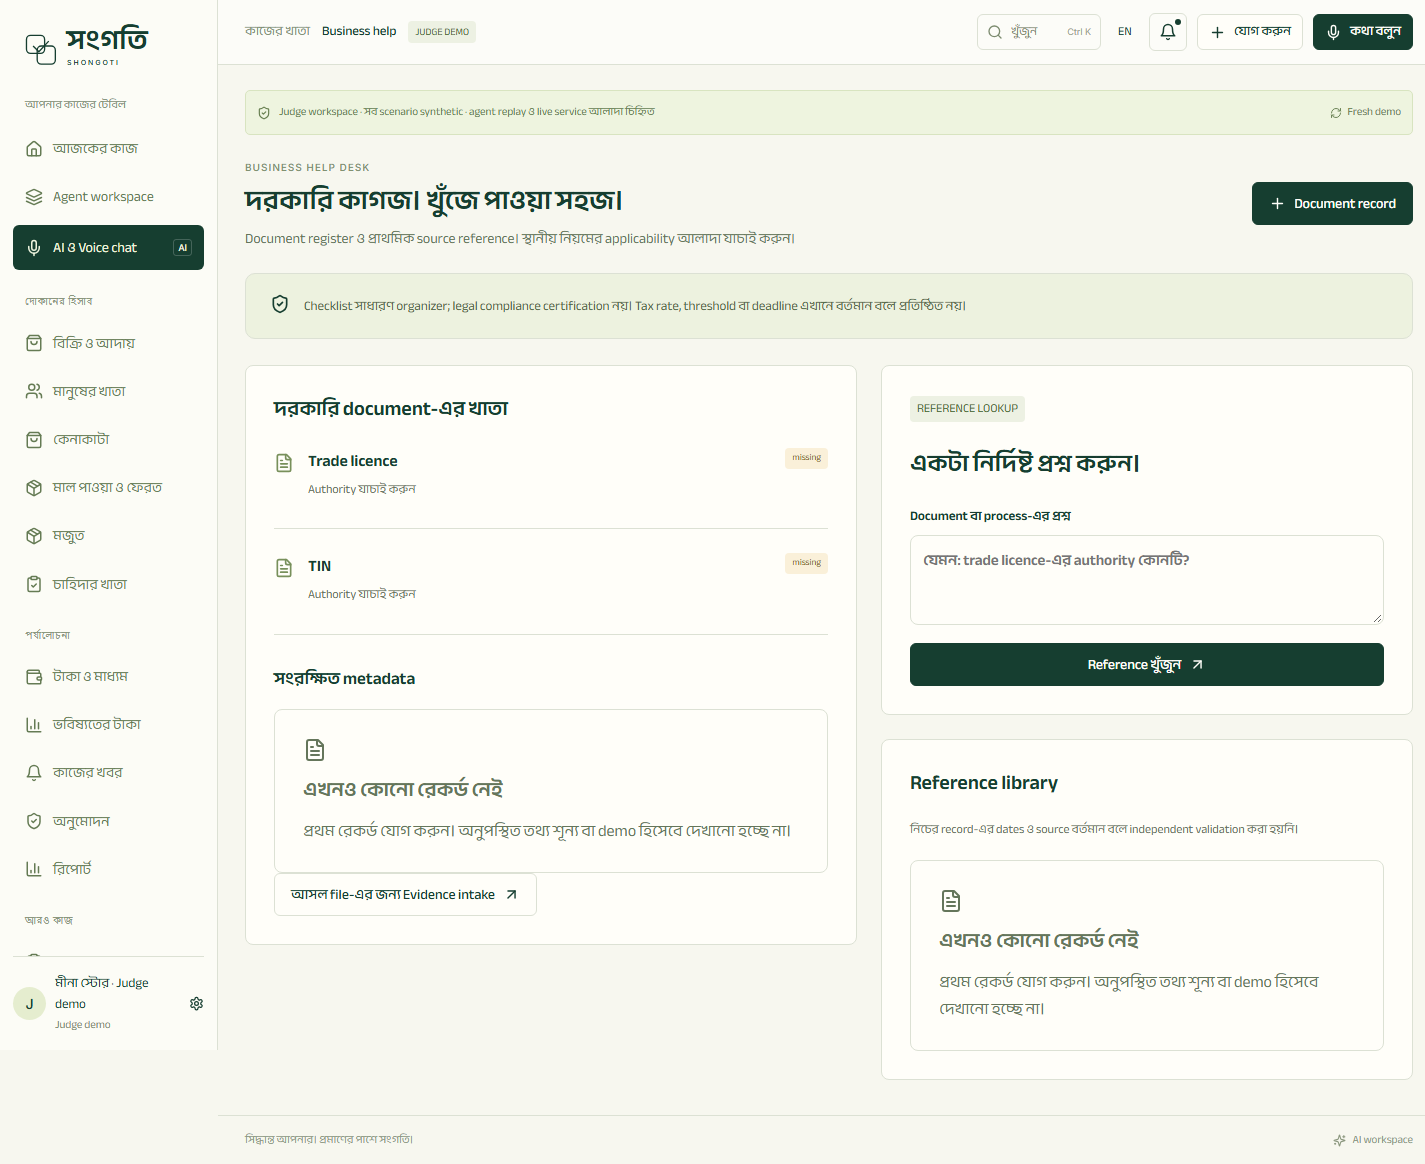 সংগতি
SHONGOTI
আপনার কাজের টেবিল
আজকের কাজ
Agent workspace
AI ও Voice chat
AI
দোকানের হিসাব
বিক্রি ও আদায়
মানুষের খাতা
কেনাকাটা
মাল পাওয়া ও ফেরত
মজুত
চাহিদার খাতা
পর্যালোচনা
টাকা ও মাধ্যম
ভবিষ্যতের টাকা
কাজের খবর
অনুমোদন
রিপোর্ট
আরও কাজ
J
মীনা স্টোর · Judge
demo
Judge demo
কাজের খাতা
Business help
JUDGE DEMO
খুঁজুন
Ctrl K
EN
যোগ করুন
কথা বলুন
Judge workspace · সব scenario synthetic · agent replay ও live service আলাদা চিহ্নিত
Fresh demo
BUSINESS HELP DESK
দরকারি কাগজ। খুঁজে পাওয়া সহজ।
Document register ও প্রাথমিক source reference। স্থানীয় নিয়মের applicability আলাদা যাচাই করুন।
Document record
Checklist সাধারণ organizer; legal compliance certification নয়। Tax rate, threshold বা deadline এখানে বর্তমান বলে প্রতিষ্ঠিত নয়।
দরকারি document-এর খাতা
Trade licence
missing
Authority যাচাই করুন
TIN
missing
Authority যাচাই করুন
সংরক্ষিত metadata
এখনও কোনো রেকর্ড নেই
প্রথম রেকর্ড যোগ করুন। অনুপস্থিত তথ্য শূন্য বা demo হিসেবে দেখানো হচ্ছে না।
আসল file-এর জন্য Evidence intake
REFERENCE LOOKUP
একটা নির্দিষ্ট প্রশ্ন করুন।
Document বা process-এর প্রশ্ন
যেমন: trade licence-এর authority কোনটি?
Reference খুঁজুন
Reference library
নিচের record-এর dates ও source বর্তমান বলে independent validation করা হয়নি।
এখনও কোনো রেকর্ড নেই
প্রথম রেকর্ড যোগ করুন। অনুপস্থিত তথ্য শূন্য বা demo হিসেবে
দেখানো হচ্ছে না।
সিদ্ধান্ত আপনার। প্রমাণের পাশে সংগতি।
AI workspace